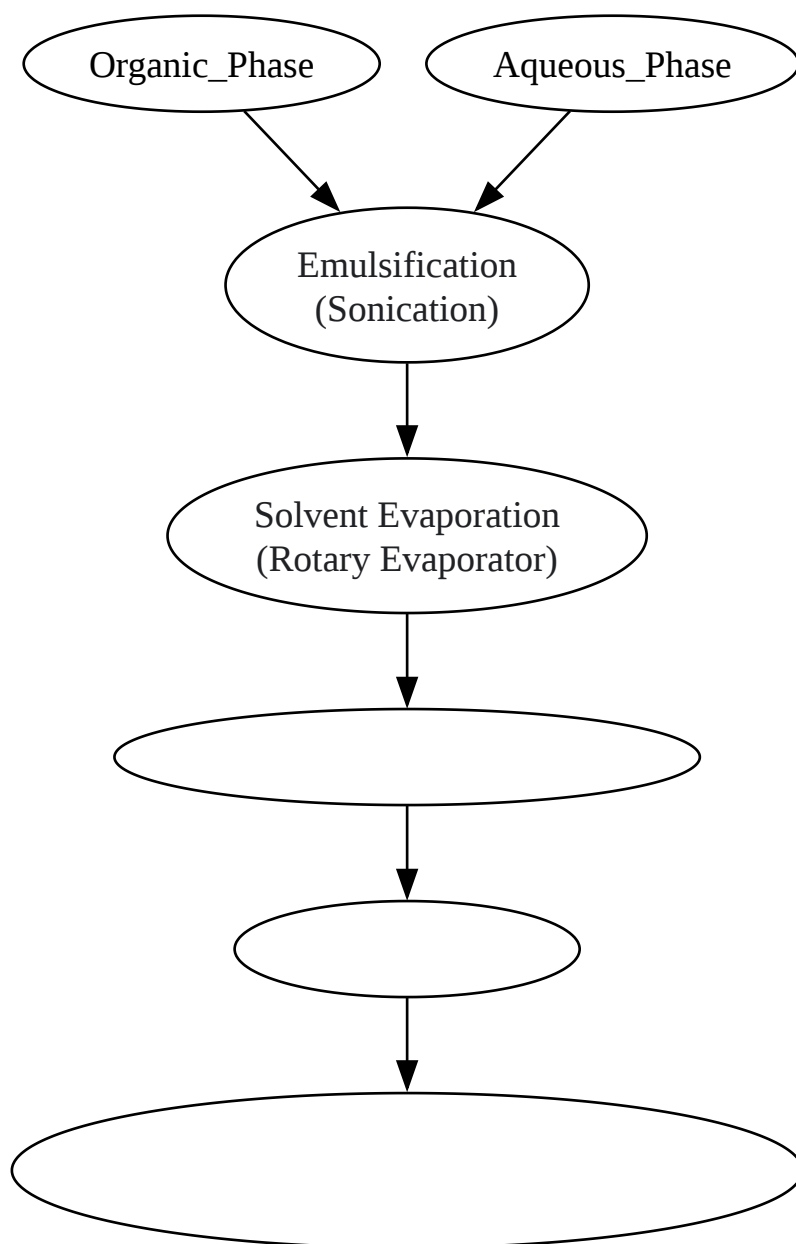 Organic_Phase
Aqueous_Phase
Emulsification
(Sonication)
Solvent Evaporation
(Rotary Evaporator)